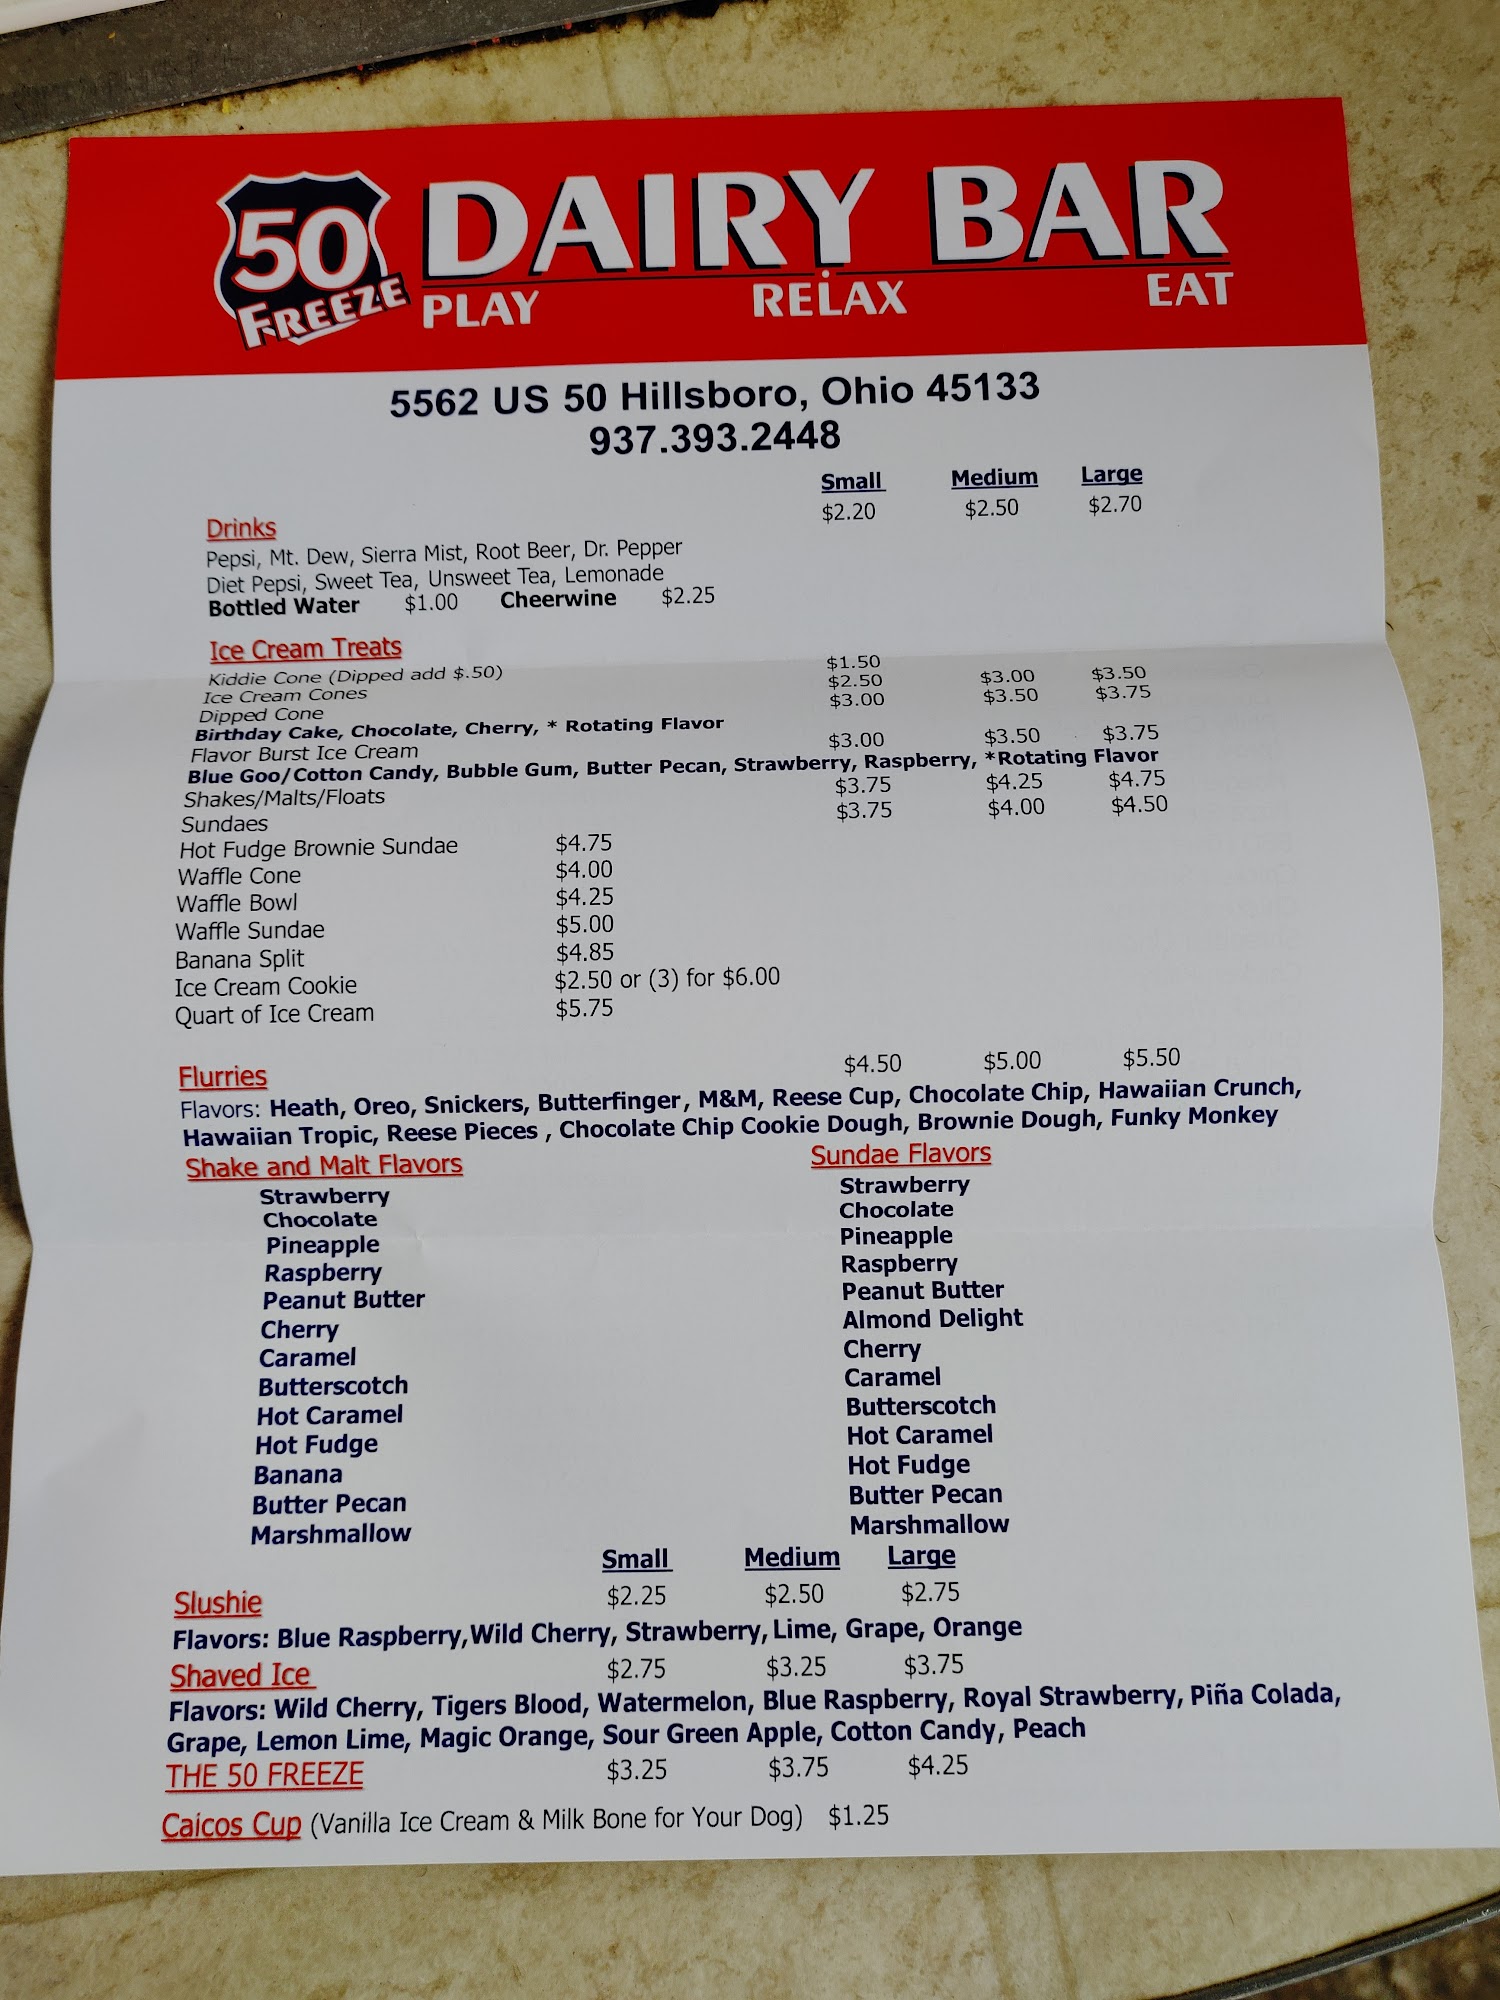 50 FREEZE
DAIRY BAR
PLAY RELAX EAT
5562 US 50 Hillsboro, Ohio 45133
937.393.2448
Small Medium Large
Drinks $2.20 $2.50 $2.70
Pepsi, Mt. Dew, Sierra Mist, Root Beer, Dr. Pepper
Diet Pepsi, Sweet Tea, Unsweet Tea, Lemonade
Bottled Water $1.00 Cheerwine $2.25
Ice Cream Treats
Kiddie Cone (Dipped add $.50) $1.50
Ice Cream Cones $2.50 $3.00 $3.50
Dipped Cone $3.00 $3.50 $3.75
Birthday Cake, Chocolate, Cherry, * Rotating Flavor
Flavor Burst Ice Cream $3.00 $3.50 $3.75
Blue Goo/Cotton Candy, Bubble Gum, Butter Pecan, Strawberry, Raspberry, *Rotating Flavor
Shakes/Malts/Floats $3.75 $4.25 $4.75
Sundaes $3.75 $4.00 $4.50
Hot Fudge Brownie Sundae $4.75
Waffle Cone $4.00
Waffle Bowl $4.25
Waffle Sundae $5.00
Banana Split $4.85
Ice Cream Cookie $2.50 or (3) for $6.00
Quart of Ice Cream $5.75
Flurries $4.50 $5.00 $5.50
Flavors: Heath, Oreo, Snickers, Butterfinger, M&M, Reese Cup, Chocolate Chip, Hawaiian Crunch,
Hawaiian Tropic, Reese Pieces , Chocolate Chip Cookie Dough, Brownie Dough, Funky Monkey
Shake and Malt Flavors
Strawberry
Chocolate
Pineapple
Raspberry
Peanut Butter
Cherry
Caramel
Butterscotch
Hot Caramel
Hot Fudge
Banana
Butter Pecan
Marshmallow
Sundae Flavors
Strawberry
Chocolate
Pineapple
Raspberry
Peanut Butter
Almond Delight
Cherry
Caramel
Butterscotch
Hot Caramel
Hot Fudge
Butter Pecan
Marshmallow
Small Medium Large
Slushie $2.25 $2.50 $2.75
Flavors: Blue Raspberry, Wild Cherry, Strawberry, Lime, Grape, Orange
Shaved Ice $2.75 $3.25 $3.75
Flavors: Wild Cherry, Tigers Blood, Watermelon, Blue Raspberry, Royal Strawberry, Piña Colada,
Grape, Lemon Lime, Magic Orange, Sour Green Apple, Cotton Candy, Peach
THE 50 FREEZE $3.25 $3.75 $4.25
Caicos Cup (Vanilla Ice Cream & Milk Bone for Your Dog) $1.25